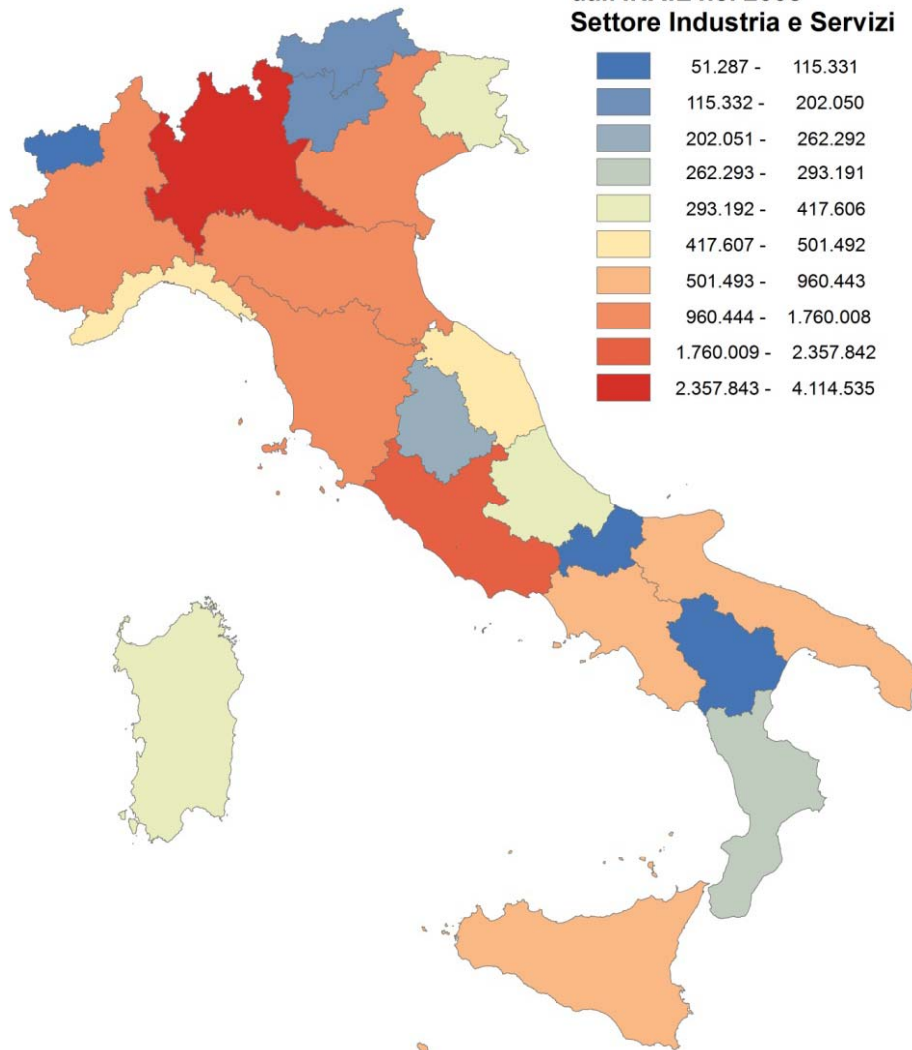 Settore Industria e Servizi
51.287 - 115.331
115.332 - 202.050
202.051 - 262.292
262.293 - 293.191
293.192 - 417.606
417.607 - 501.492
501.493 - 960.443
960.444 - 1.760.008
1.760.009 - 2.357.842
2.357.843 - 4.114.535